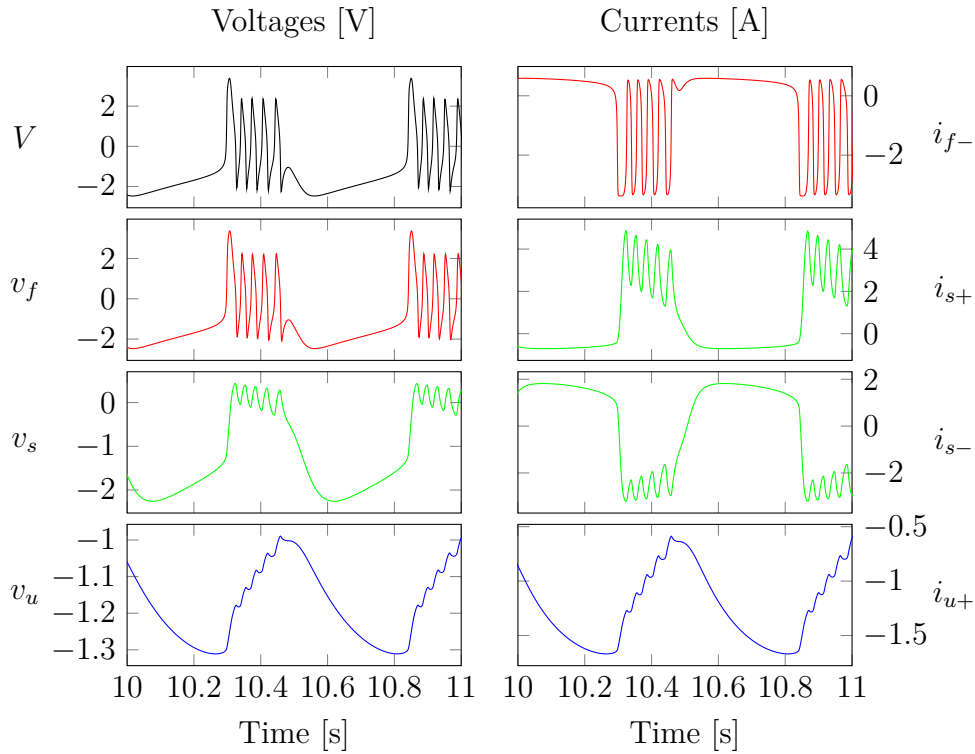 Voltages [V]
Currents [A]
V
2
0
−2
0
−2
i_{f−}
v_f
2
0
−2
4
2
0
i_{s+}
v_s
0
−1
−2
2
0
−2
i_{s−}
v_u
−1
−1.1
−1.2
−1.3
−0.5
−1
−1.5
i_{u+}
10 10.2 10.4 10.6 10.8 11
10 10.2 10.4 10.6 10.8 11
Time [s]
Time [s]